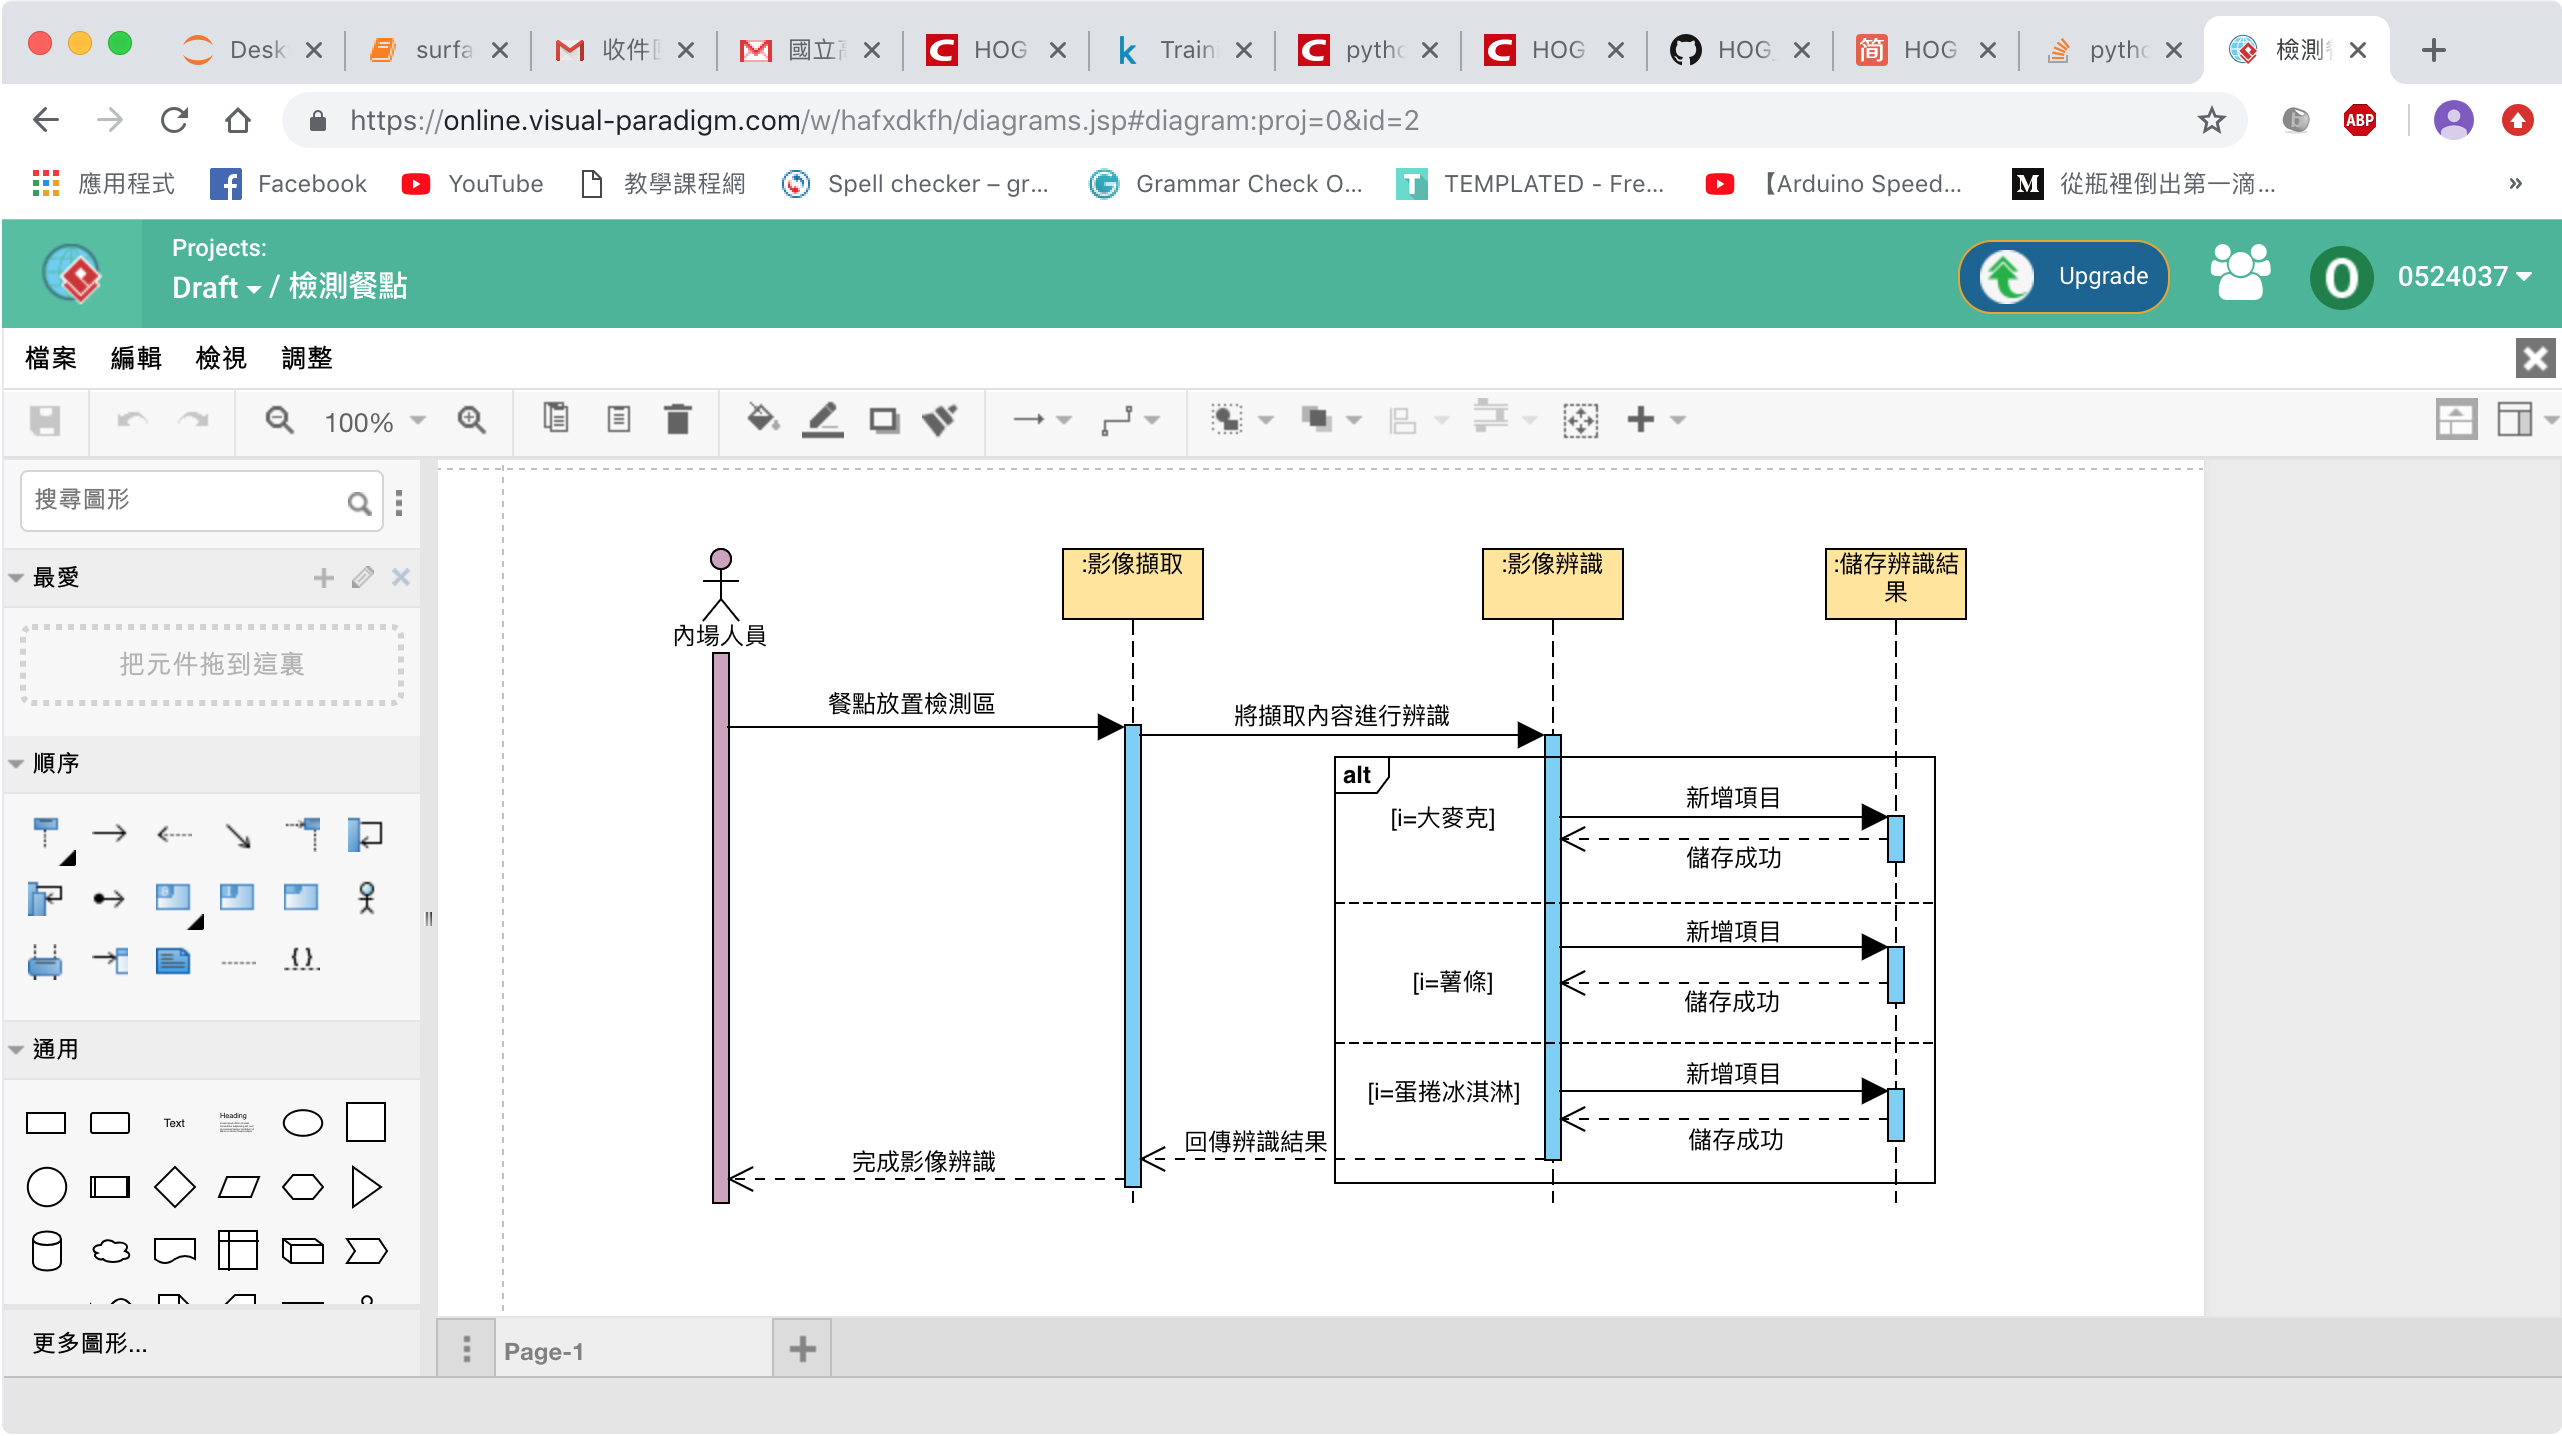 Desk
surfa
收件
國立
HOG
Traini
pytho
HOG
HOG_
HOG
pytho
檢測
https://online.visual-paradigm.com/w/hafxdkfh/diagrams.jsp#diagram:proj=0&id=2
ABP
應用程式
Facebook
YouTube
教學課程網
Spell checker – gr...
Grammar Check O...
TEMPLATED - Fre...
【Arduino Speed...
從瓶裡倒出第一滴...
»
Projects:
Draft / 檢測餐點
Upgrade
0
0524037
檔案 編輯 檢視 調整
100%
搜尋圖形
最愛
把元件拖到這裏
順序
通用
Text
Heading
更多圖形...
內場人員
:影像擷取
:影像辨識
:儲存辨識結
果
餐點放置檢測區
將擷取內容進行辨識
alt
[i=大麥克]
新增項目
儲存成功
新增項目
[i=薯條]
儲存成功
新增項目
[i=蛋捲冰淇淋]
儲存成功
回傳辨識結果
完成影像辨識
Page-1